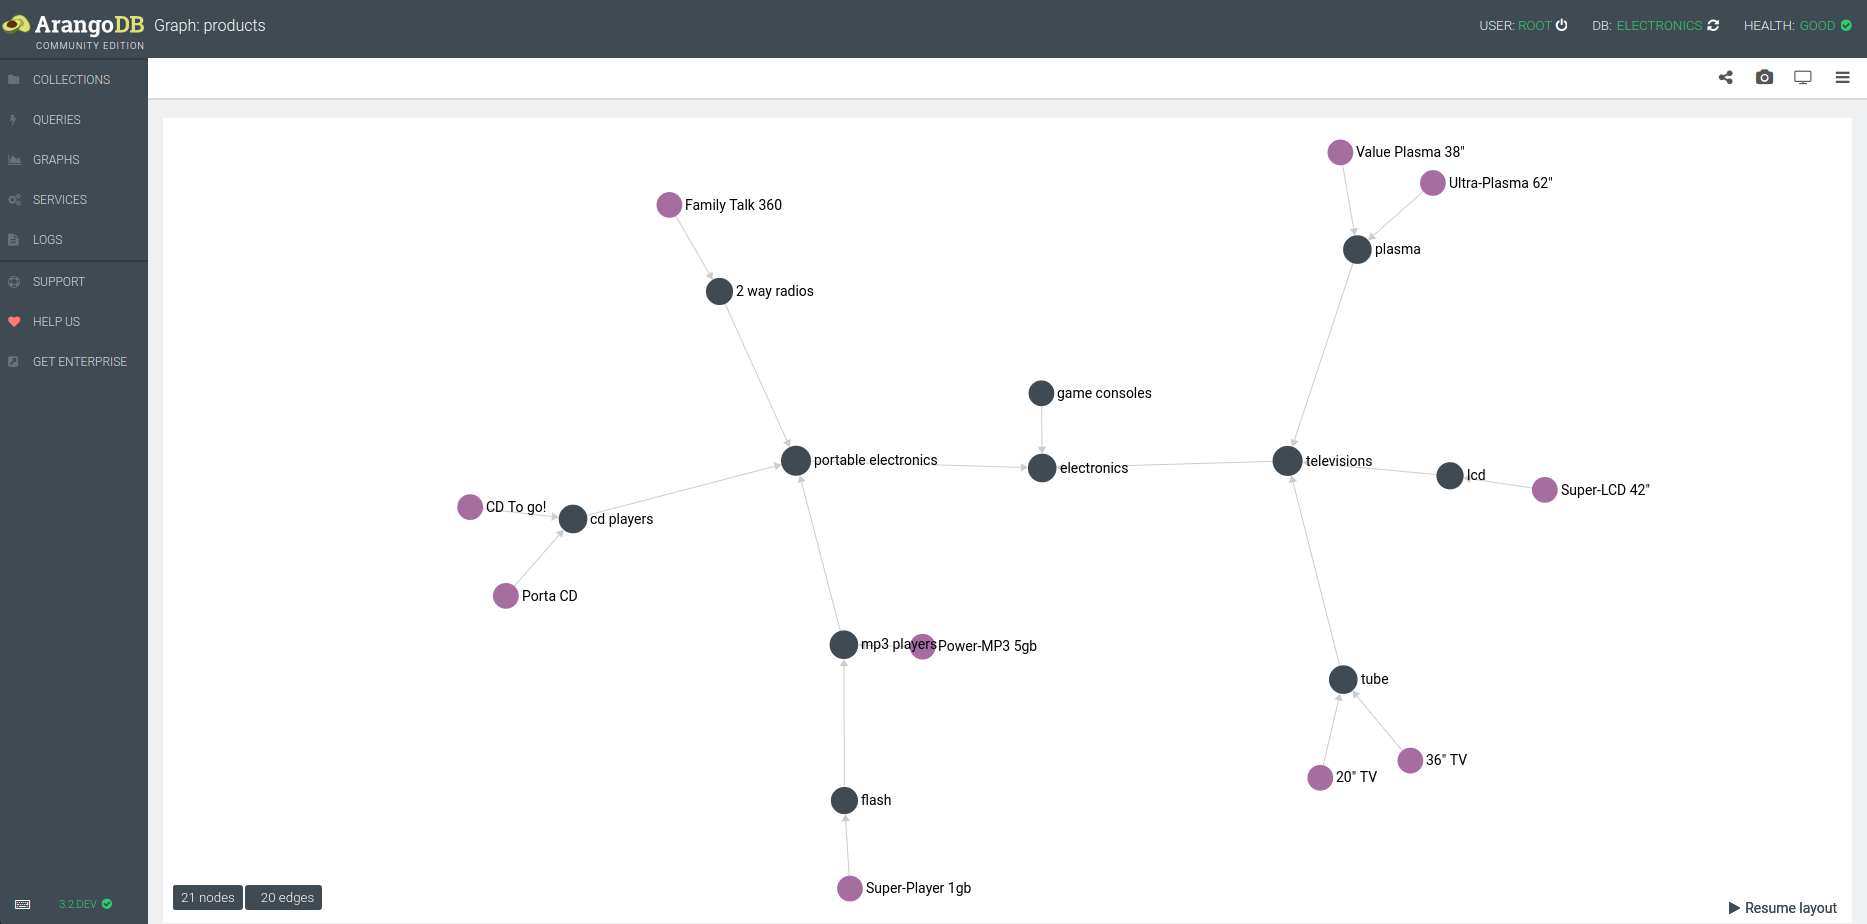 ArangoDB
COMMUNITY EDITION
Graph: products
USER: ROOT
DB: ELECTRONICS
HEALTH: GOOD
COLLECTIONS
QUERIES
GRAPHS
SERVICES
LOGS
SUPPORT
HELP US
GET ENTERPRISE
3.2.DEV
Value Plasma 38"
Ultra-Plasma 62"
Family Talk 360
plasma
2 way radios
game consoles
portable electronics
electronics
televisions
lcd
Super-LCD 42"
CD To go!
cd players
Porta CD
mp3 players
Power-MP3 5gb
tube
36" TV
20" TV
flash
Super-Player 1gb
21 nodes
20 edges
Resume layout